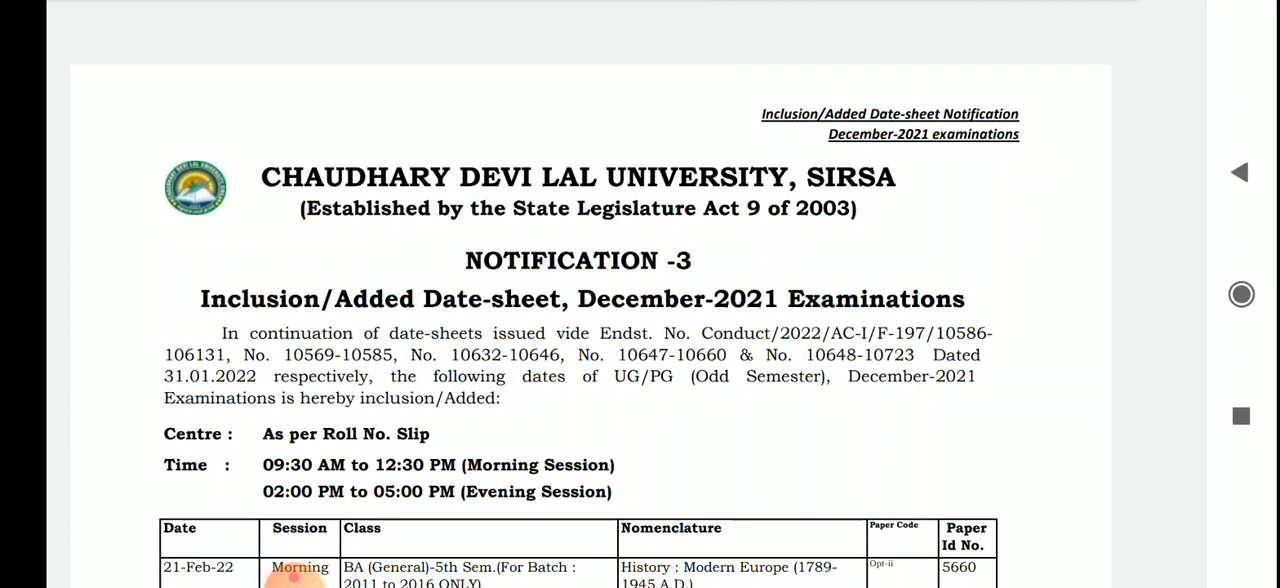 Inclusion/Added Date-sheet Notification
December-2021 examinations
CHAUDHARY DEVI LAL UNIVERSITY, SIRSA
(Established by the State Legislature Act 9 of 2003)
NOTIFICATION -3
Inclusion/Added Date-sheet, December-2021 Examinations
In continuation of date-sheets issued vide Endst. No. Conduct/2022/AC-I/F-197/10586-
106131, No. 10569-10585, No. 10632-10646, No. 10647-10660 & No. 10648-10723 Dated
31.01.2022 respectively, the following dates of UG/PG (Odd Semester), December-2021
Examinations is hereby inclusion/Added:
Centre : As per Roll No. Slip
Time : 09:30 AM to 12:30 PM (Morning Session)
02:00 PM to 05:00 PM (Evening Session)
Date Session Class Nomenclature Paper Code Paper
Id No.
21-Feb-22 Morning BA (General)-5th Sem.(For Batch : History : Modern Europe (1789- Opt-ii 5660
2011 to 2016 ONLY) 1945 A.D.)